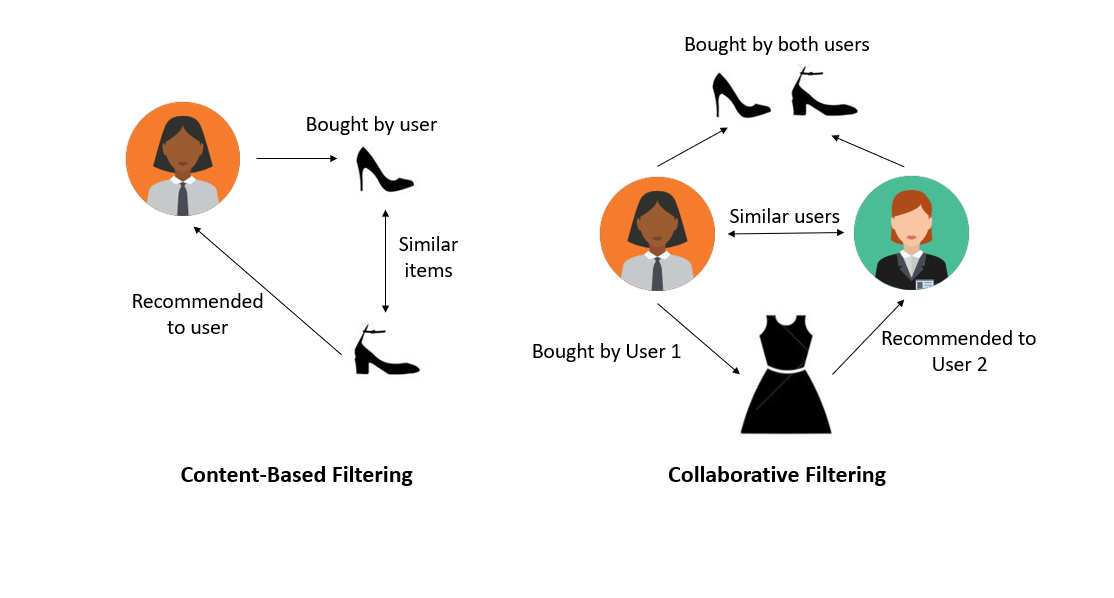 Bought by user
Similar
items
Recommended
to user
Content-Based Filtering
Bought by both users
Similar users
Bought by User 1
Recommended to
User 2
Collaborative Filtering